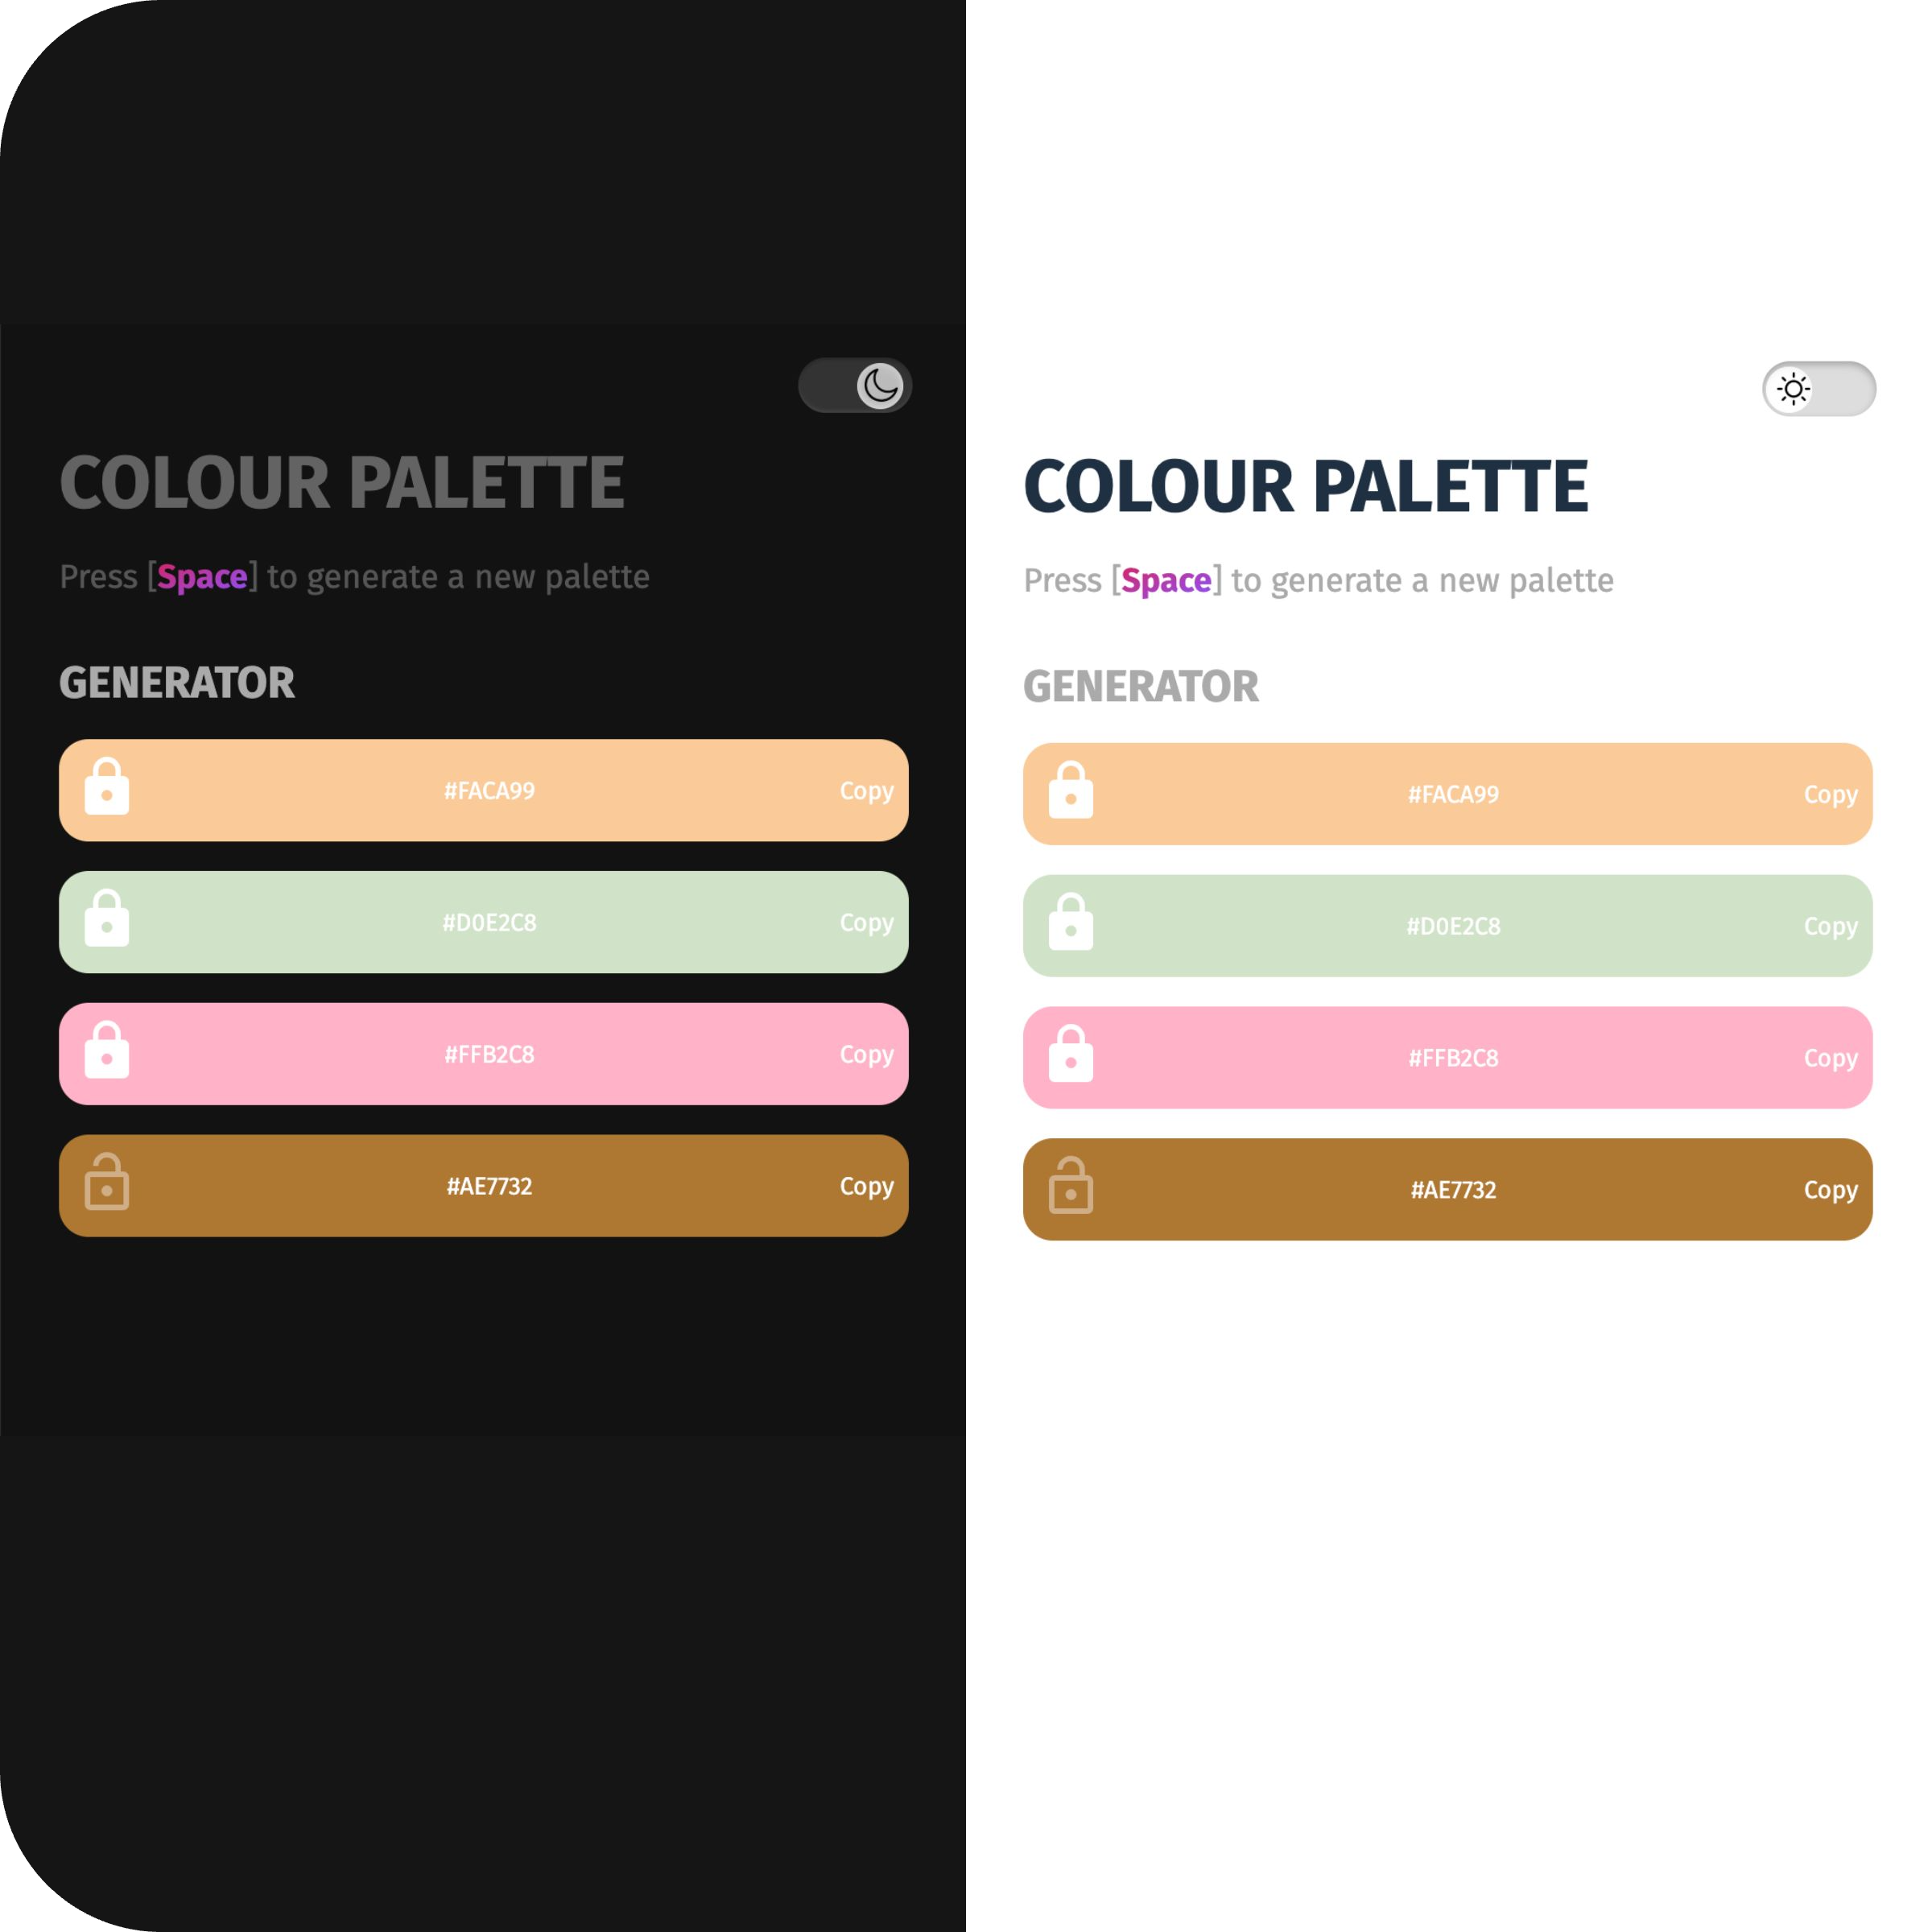 COLOUR PALETTE
Press [Space] to generate a new palette
GENERATOR
#FACA99 Copy
#D0E2C8 Copy
#FFB2C8 Copy
#AE7732 Copy
COLOUR PALETTE
Press [Space] to generate a new palette
GENERATOR
#FACA99 Copy
#D0E2C8 Copy
#FFB2C8 Copy
#AE7732 Copy